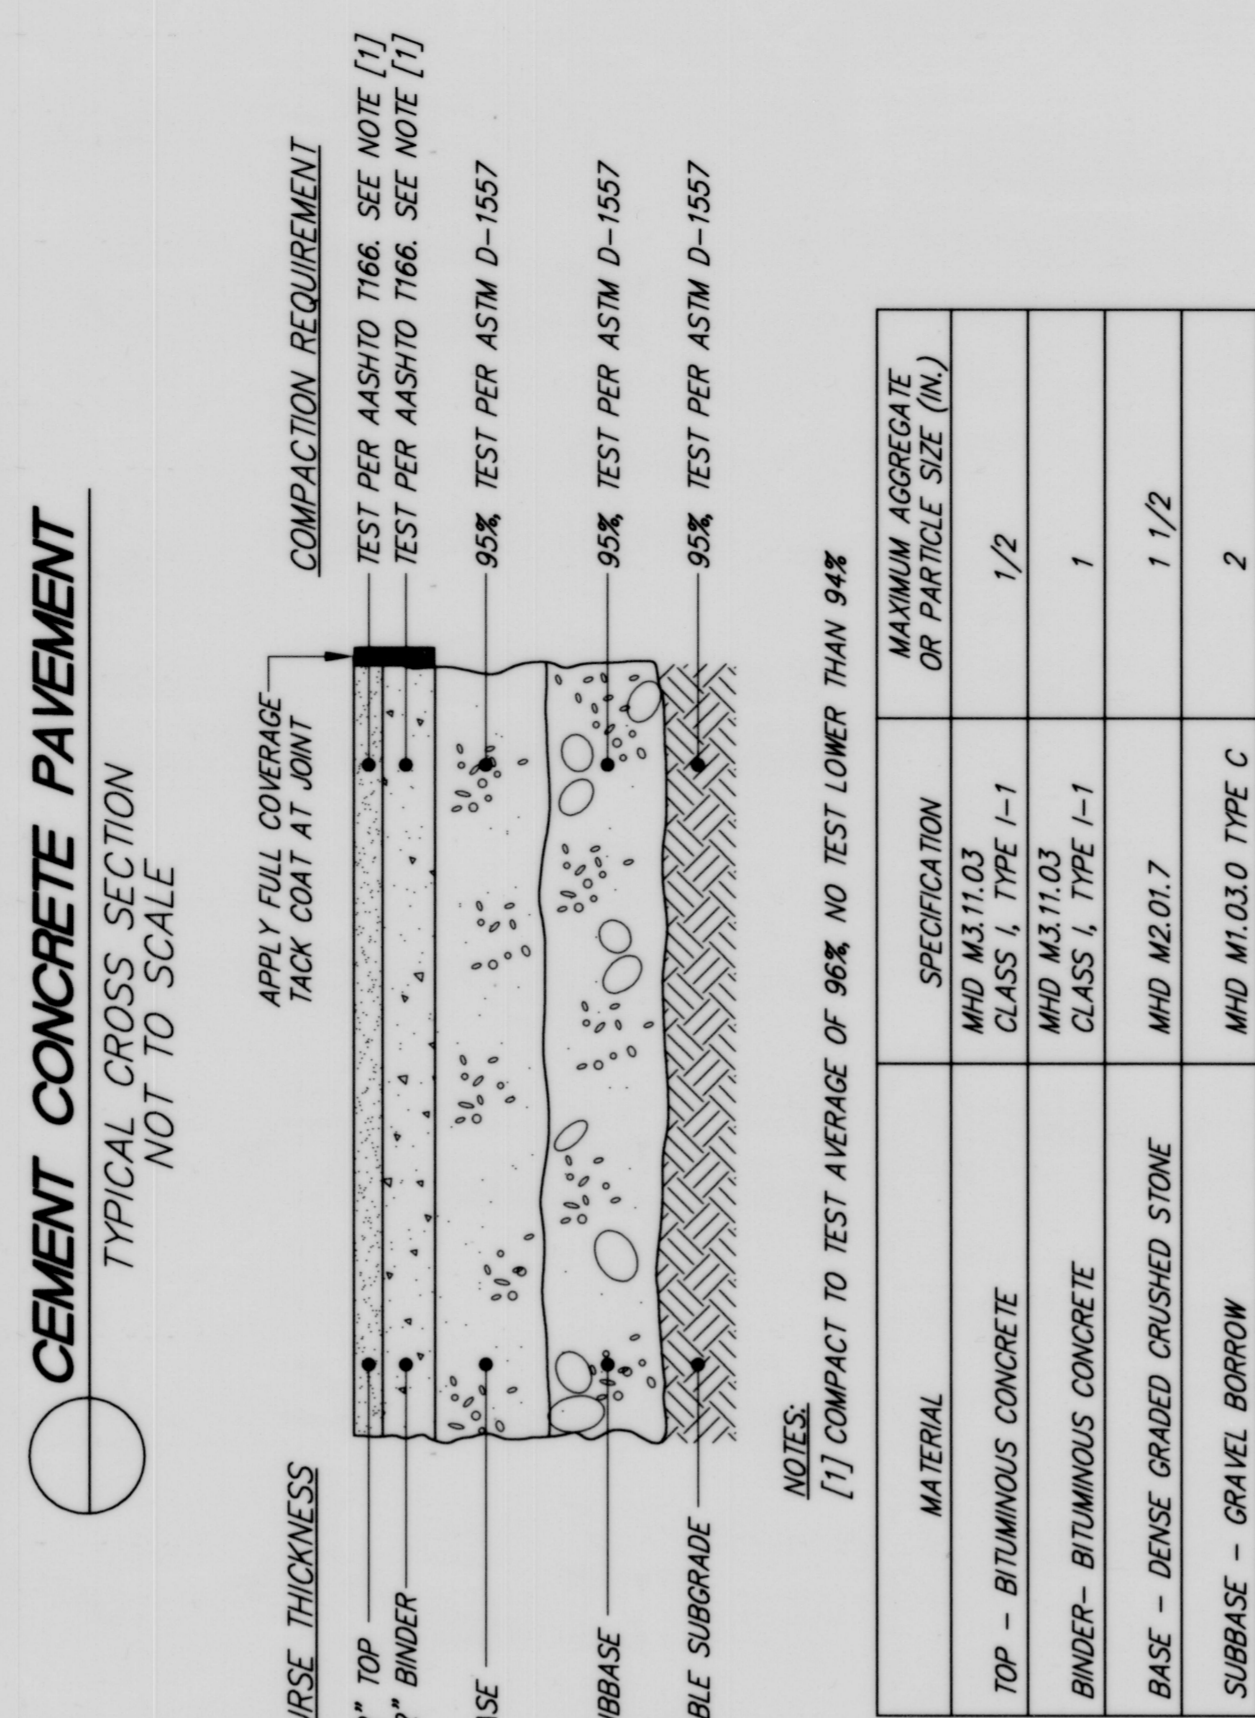 CEMENT CONCRETE PAVEMENT
TYPICAL CROSS SECTION
NOT TO SCALE
APPLY FULL COVERAGE
TACK COAT AT JOINT
THICKNESS
COMPACTION REQUIREMENT
TOP
TEST PER AASHTO T166. SEE NOTE [1]
BINDER
TEST PER AASHTO T166. SEE NOTE [1]
95%, TEST PER ASTM D-1557
95%, TEST PER ASTM D-1557
SUBGRADE
95%, TEST PER ASTM D-1557
NOTES:
[1] COMPACT TO TEST AVERAGE OF 96%, NO TEST LOWER THAN 94%
MATERIAL SPECIFICATION MAXIMUM AGGREGATE
OR PARTICLE SIZE (IN.)
TOP - BITUMINOUS CONCRETE MHD M3.11.03
CLASS I, TYPE I-1 1/2
BINDER- BITUMINOUS CONCRETE MHD M3.11.03
CLASS I, TYPE I-1 1
BASE - DENSE GRADED CRUSHED STONE MHD M2.01.7 1 1/2
SUBBASE - GRAVEL BORROW MHD M1.03.0 TYPE C 2